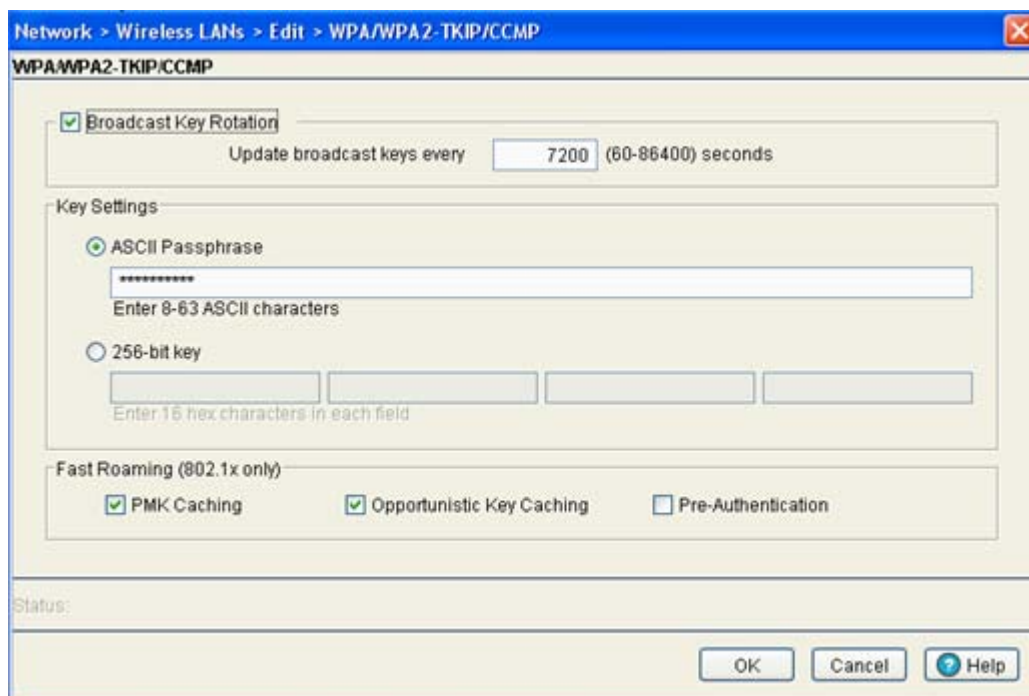 Network > Wireless LANs > Edit > WPA/WPA2-TKIP/CCMP
WPA/WPA2-TKIP/CCMP
Broadcast Key Rotation
Update broadcast keys every 7200 (60-86400) seconds
Key Settings
ASCII Passphrase
**********
Enter 8-63 ASCII characters
256-bit key
Enter 16 hex characters in each field
Fast Roaming (802.1x only)
PMK Caching Opportunistic Key Caching Pre-Authentication
Status:
OK Cancel ? Help